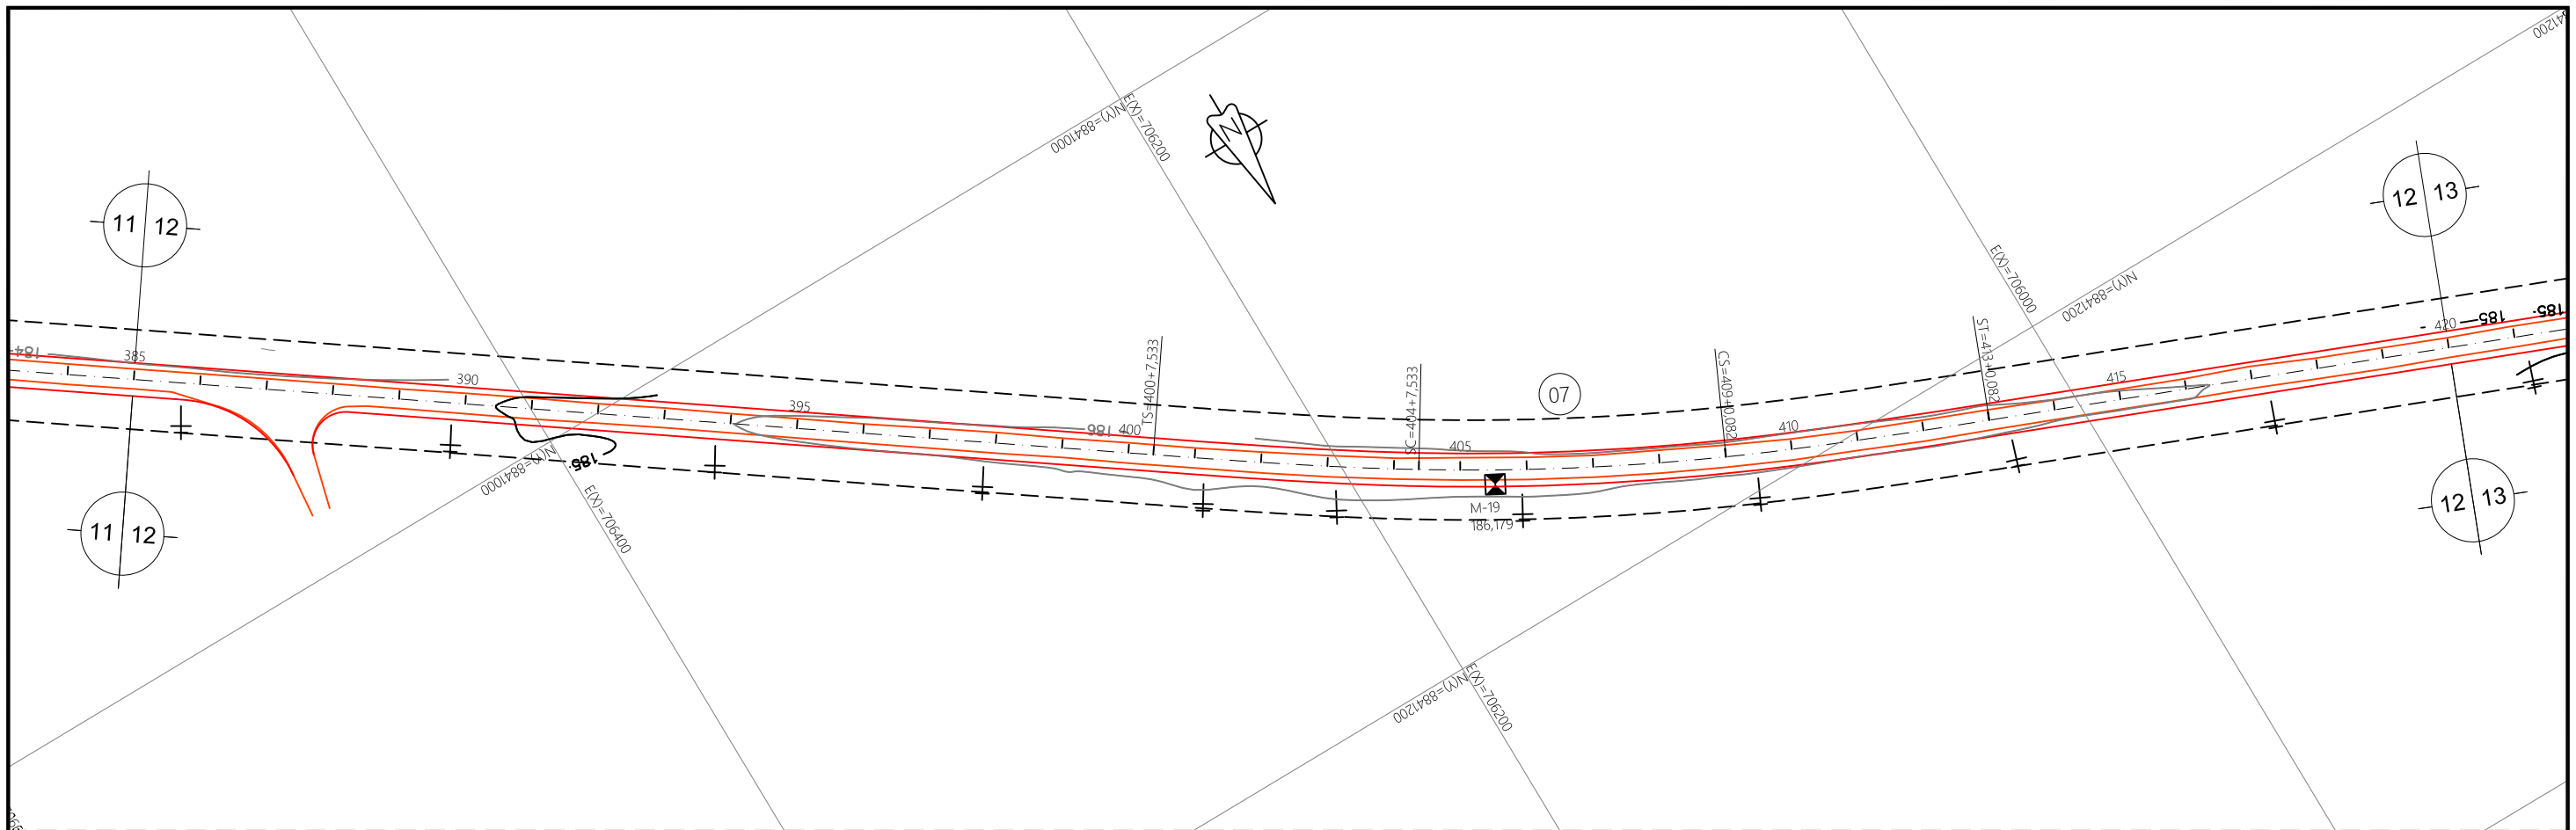 N(Y)=8841000
E(X)=706200
N
11 12
12 13
E(X)=706000
N(Y)=8841200
184
385
390
395
186
400
TS=400+7,533
SC=404+7,533
405
07
CS=409+0,082
410
ST=413+0,082
415
420
185
185
N(Y)=8841000
185
E(X)=706400
M-19
186,179
11 12
12 13
N(Y)=8841200
E(X)=706200